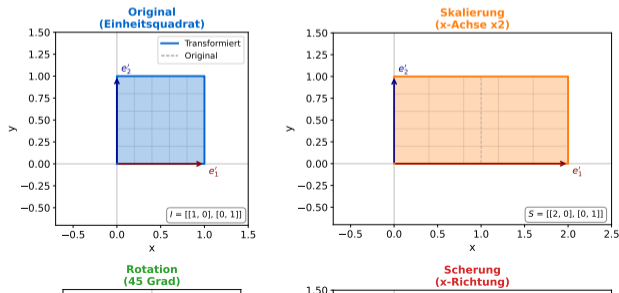 Original
(Einheitsquadrat)
1.50
1.25
1.00
0.75
0.50
0.25
0.00
−0.25
−0.50
y
e′₂
Transformiert
Original
e′₁
I = [[1, 0], [0, 1]]
−0.5 0.0 0.5 1.0 1.5
x
Skalierung
(x-Achse x2)
1.50
1.25
1.00
0.75
0.50
0.25
0.00
−0.25
−0.50
y
e′₂
e′₁
S = [[2, 0], [0, 1]]
−0.5 0.0 0.5 1.0 1.5 2.0 2.5
x
Rotation
(45 Grad)
Scherung
(x-Richtung)
1.50